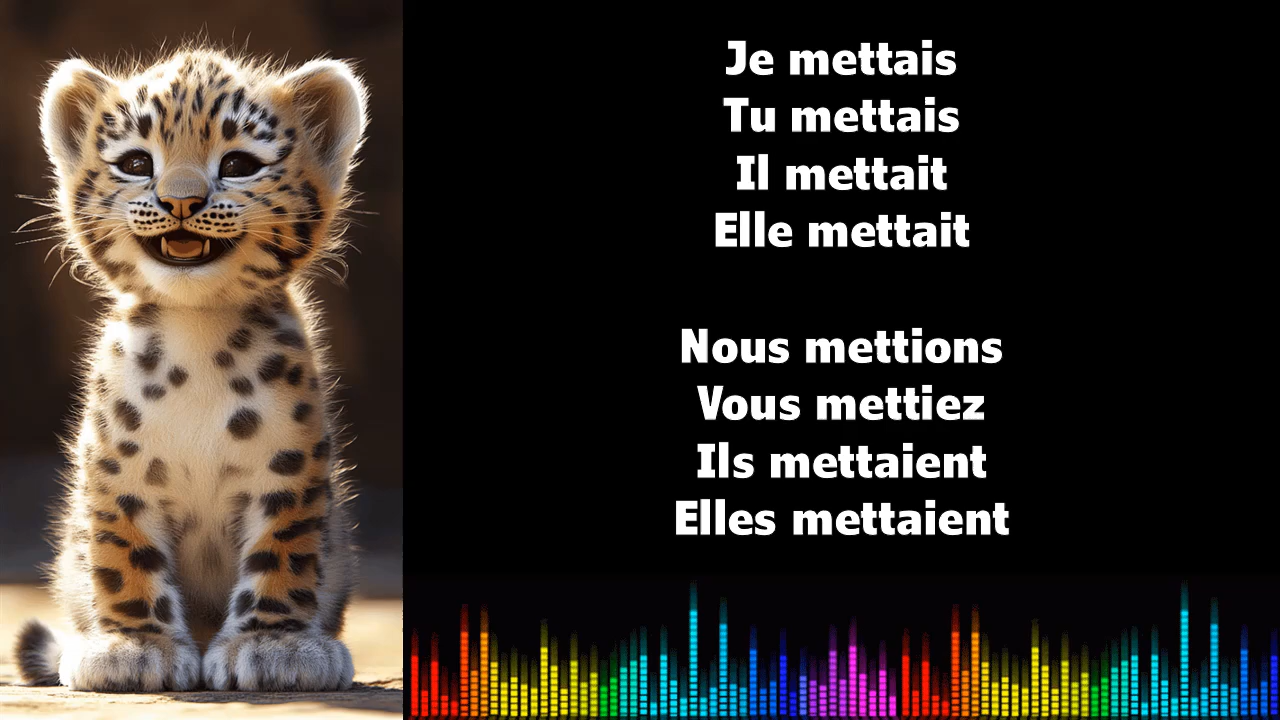 Je mettais
Tu mettais
Il mettait
Elle mettait
Nous mettions
Vous mettiez
Ils mettaient
Elles mettaient